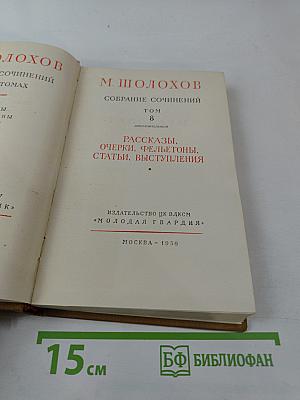 ОЛОХОВ
СОЧИНЕНИЙ
ТОМАХ
М. ШОЛОХОВ
СОБРАНИЕ СОЧИНЕНИЙ
ТОМ
8
РАССКАЗЫ,
ОЧЕРКИ, ФЕЛЬЕТОНЫ,
СТАТЬИ, ВЫСТУПЛЕНИЯ
ИЗДАТЕЛЬСТВО ЦК ВЛКСМ
«МОЛОДАЯ ГВАРДИЯ»
МОСКВА — 1956
15 см
БФ БИБЛИОФАН